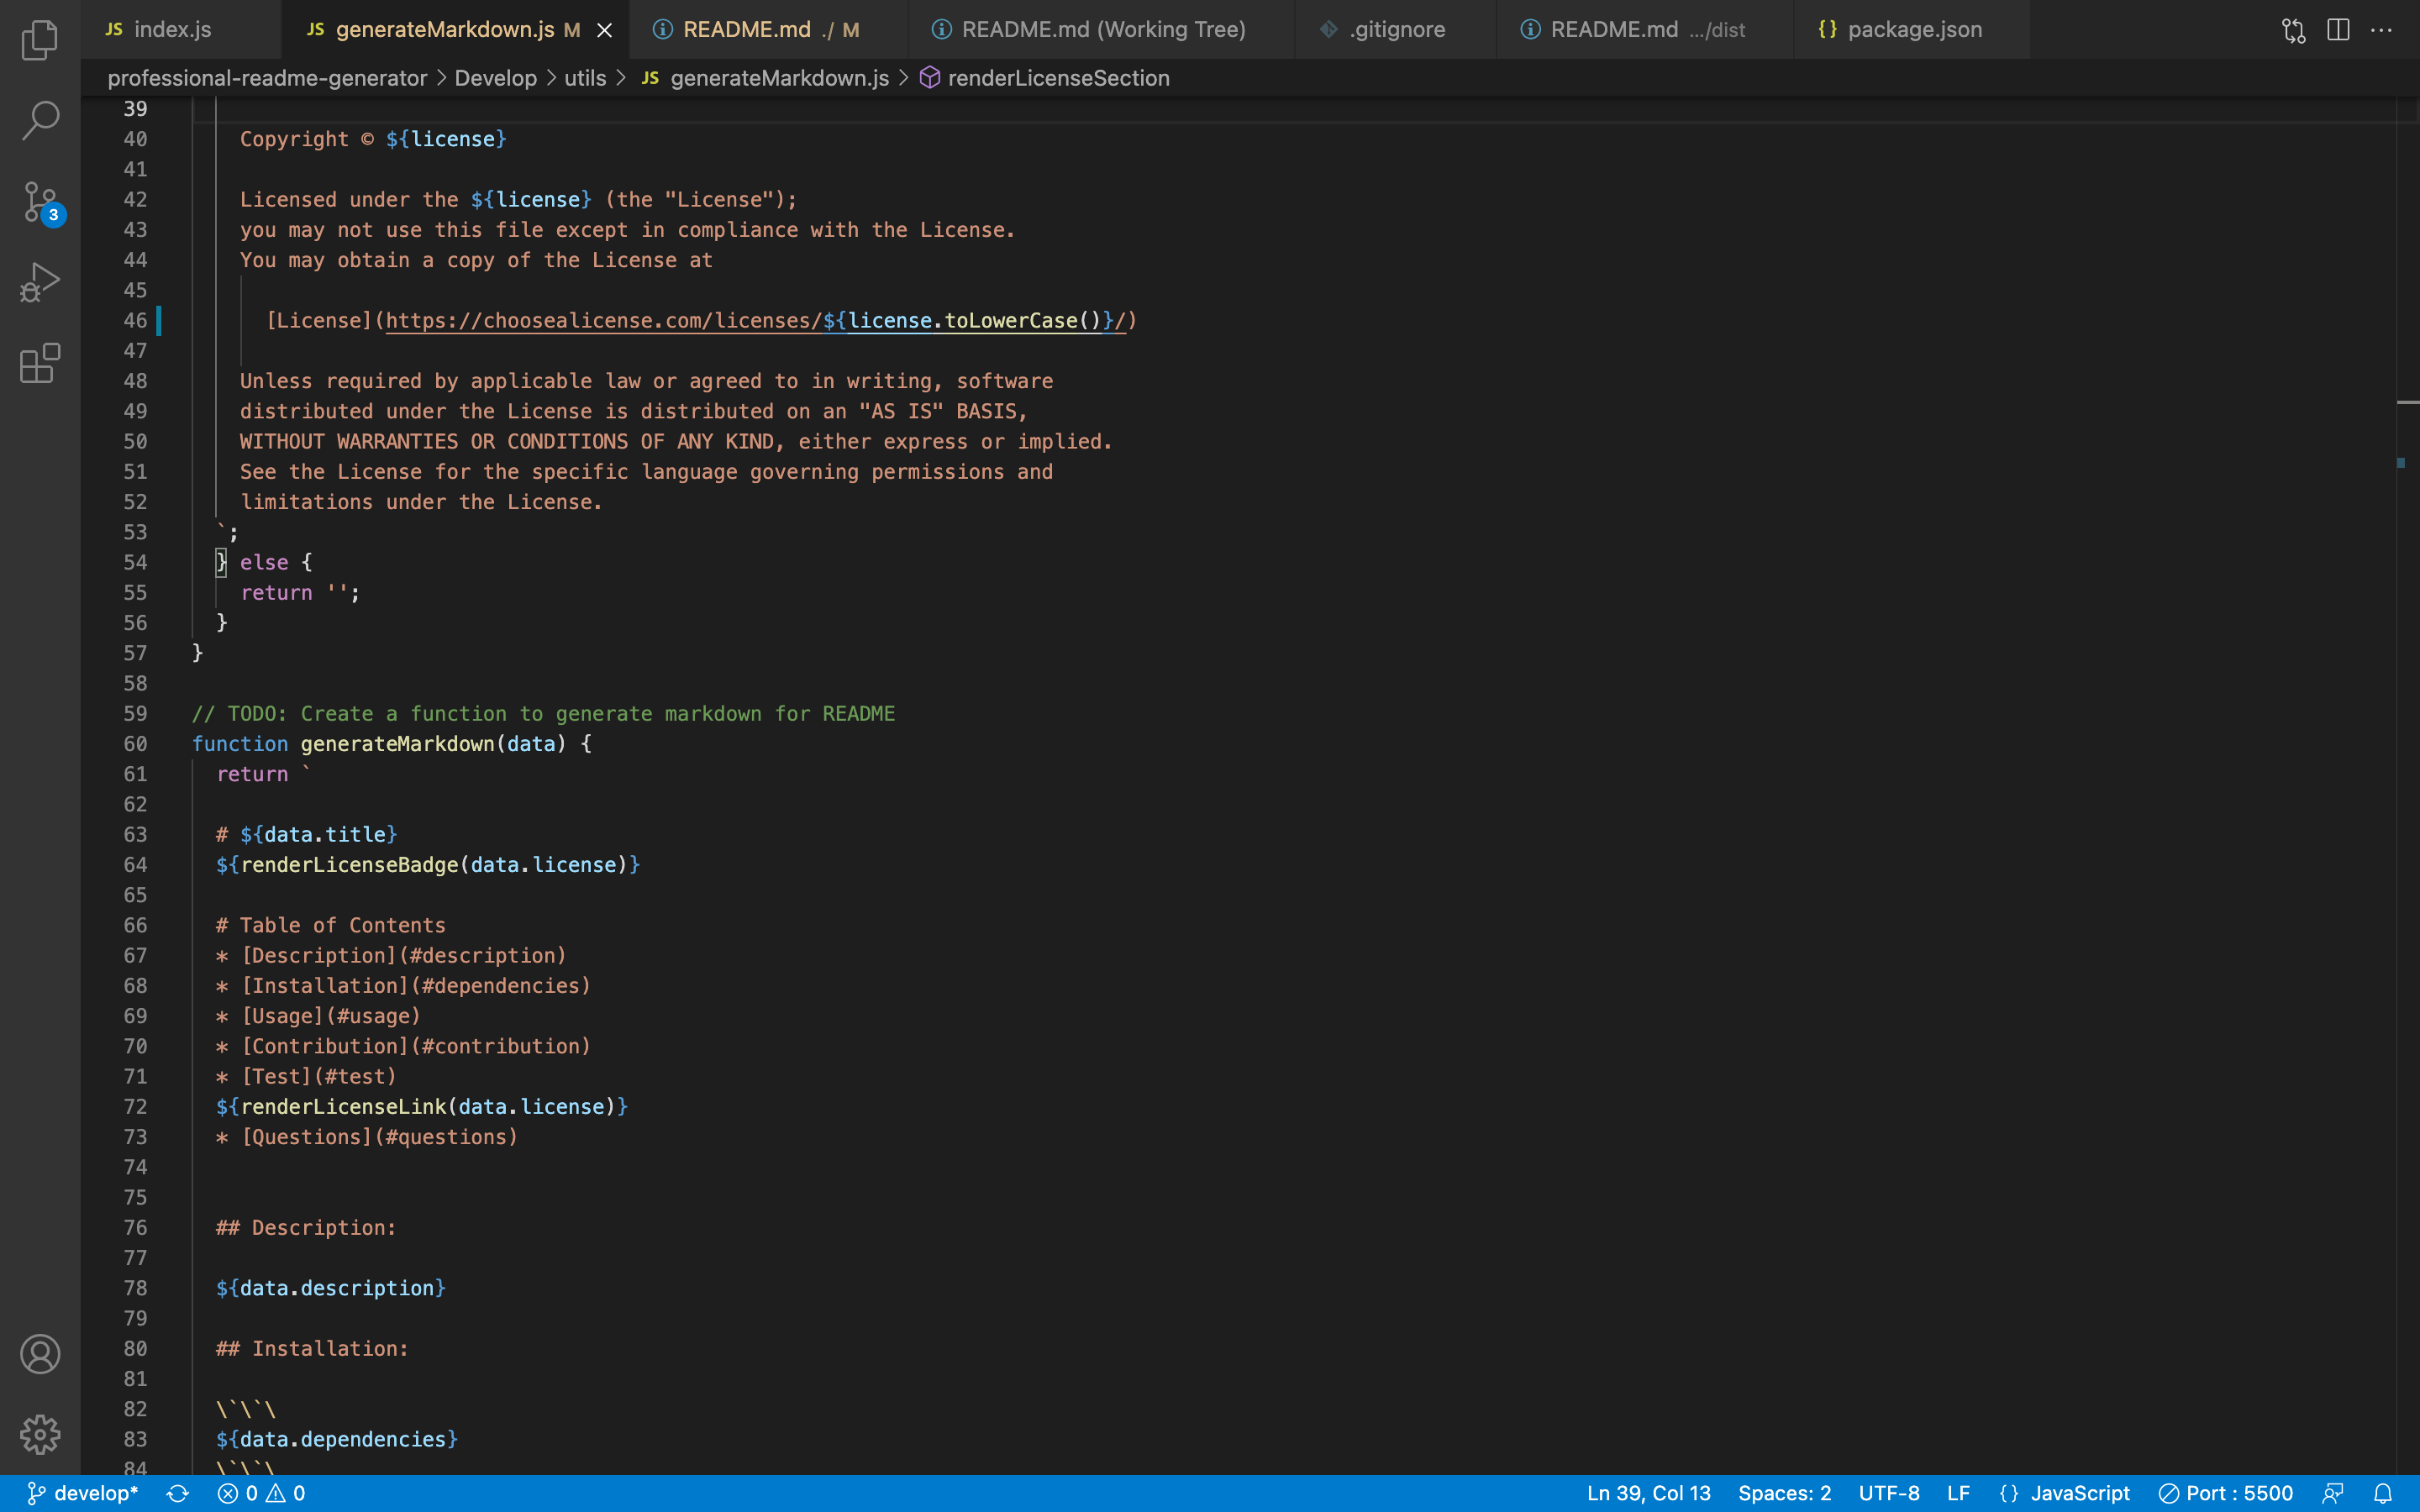 JS index.js
JS generateMarkdown.js M
README.md ./ M
README.md (Working Tree)
.gitignore
README.md .../dist
{} package.json
professional-readme-generator > Develop > utils > JS generateMarkdown.js > renderLicenseSection
3
39
40 Copyright © ${license}
41
42 Licensed under the ${license} (the "License");
43 you may not use this file except in compliance with the License.
44 You may obtain a copy of the License at
45
46 [License](https://choosealicense.com/licenses/${license.toLowerCase()}/)
47
48 Unless required by applicable law or agreed to in writing, software
49 distributed under the License is distributed on an "AS IS" BASIS,
50 WITHOUT WARRANTIES OR CONDITIONS OF ANY KIND, either express or implied.
51 See the License for the specific language governing permissions and
52 limitations under the License.
53 `;
54 } else {
55 return '';
56 }
57 }
58
59 // TODO: Create a function to generate markdown for README
60 function generateMarkdown(data) {
61 return `
62
63 # ${data.title}
64 ${renderLicenseBadge(data.license)}
65
66 # Table of Contents
67 * [Description](#description)
68 * [Installation](#dependencies)
69 * [Usage](#usage)
70 * [Contribution](#contribution)
71 * [Test](#test)
72 ${renderLicenseLink(data.license)}
73 * [Questions](#questions)
74
75
76 ## Description:
77
78 ${data.description}
79
80 ## Installation:
81
82 \`\`\
83 ${data.dependencies}
84 \`\`\
develop* 0 0 Ln 39, Col 13 Spaces: 2 UTF-8 LF {} JavaScript Port : 5500